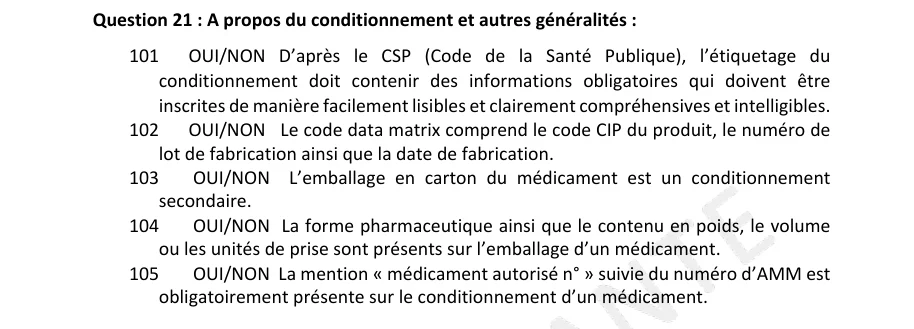 Question 21 : A propos du conditionnement et autres généralités :
101 OUI/NON D’après le CSP (Code de la Santé Publique), l’étiquetage du
conditionnement doit contenir des informations obligatoires qui doivent être
inscrites de manière facilement lisibles et clairement compréhensives et intelligibles.
102 OUI/NON Le code data matrix comprend le code CIP du produit, le numéro de
lot de fabrication ainsi que la date de fabrication.
103 OUI/NON L’emballage en carton du médicament est un conditionnement
secondaire.
104 OUI/NON La forme pharmaceutique ainsi que le contenu en poids, le volume
ou les unités de prise sont présents sur l’emballage d’un médicament.
105 OUI/NON La mention « médicament autorisé n° » suivie du numéro d’AMM est
obligatoirement présente sur le conditionnement d’un médicament.